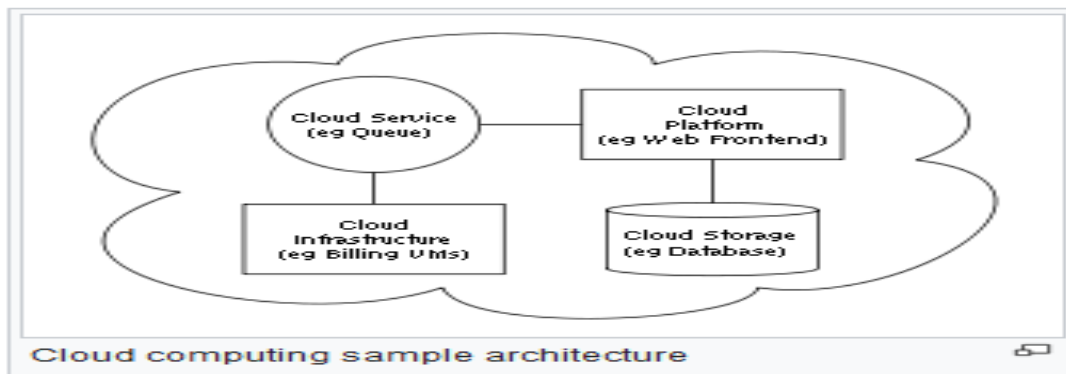 Cloud Service
(eg Queue)
Cloud
Platform
(eg Web Frontend)
Cloud
Infrastructure
(eg Billing VMs)
Cloud Storage
(eg Database)
Cloud computing sample architecture